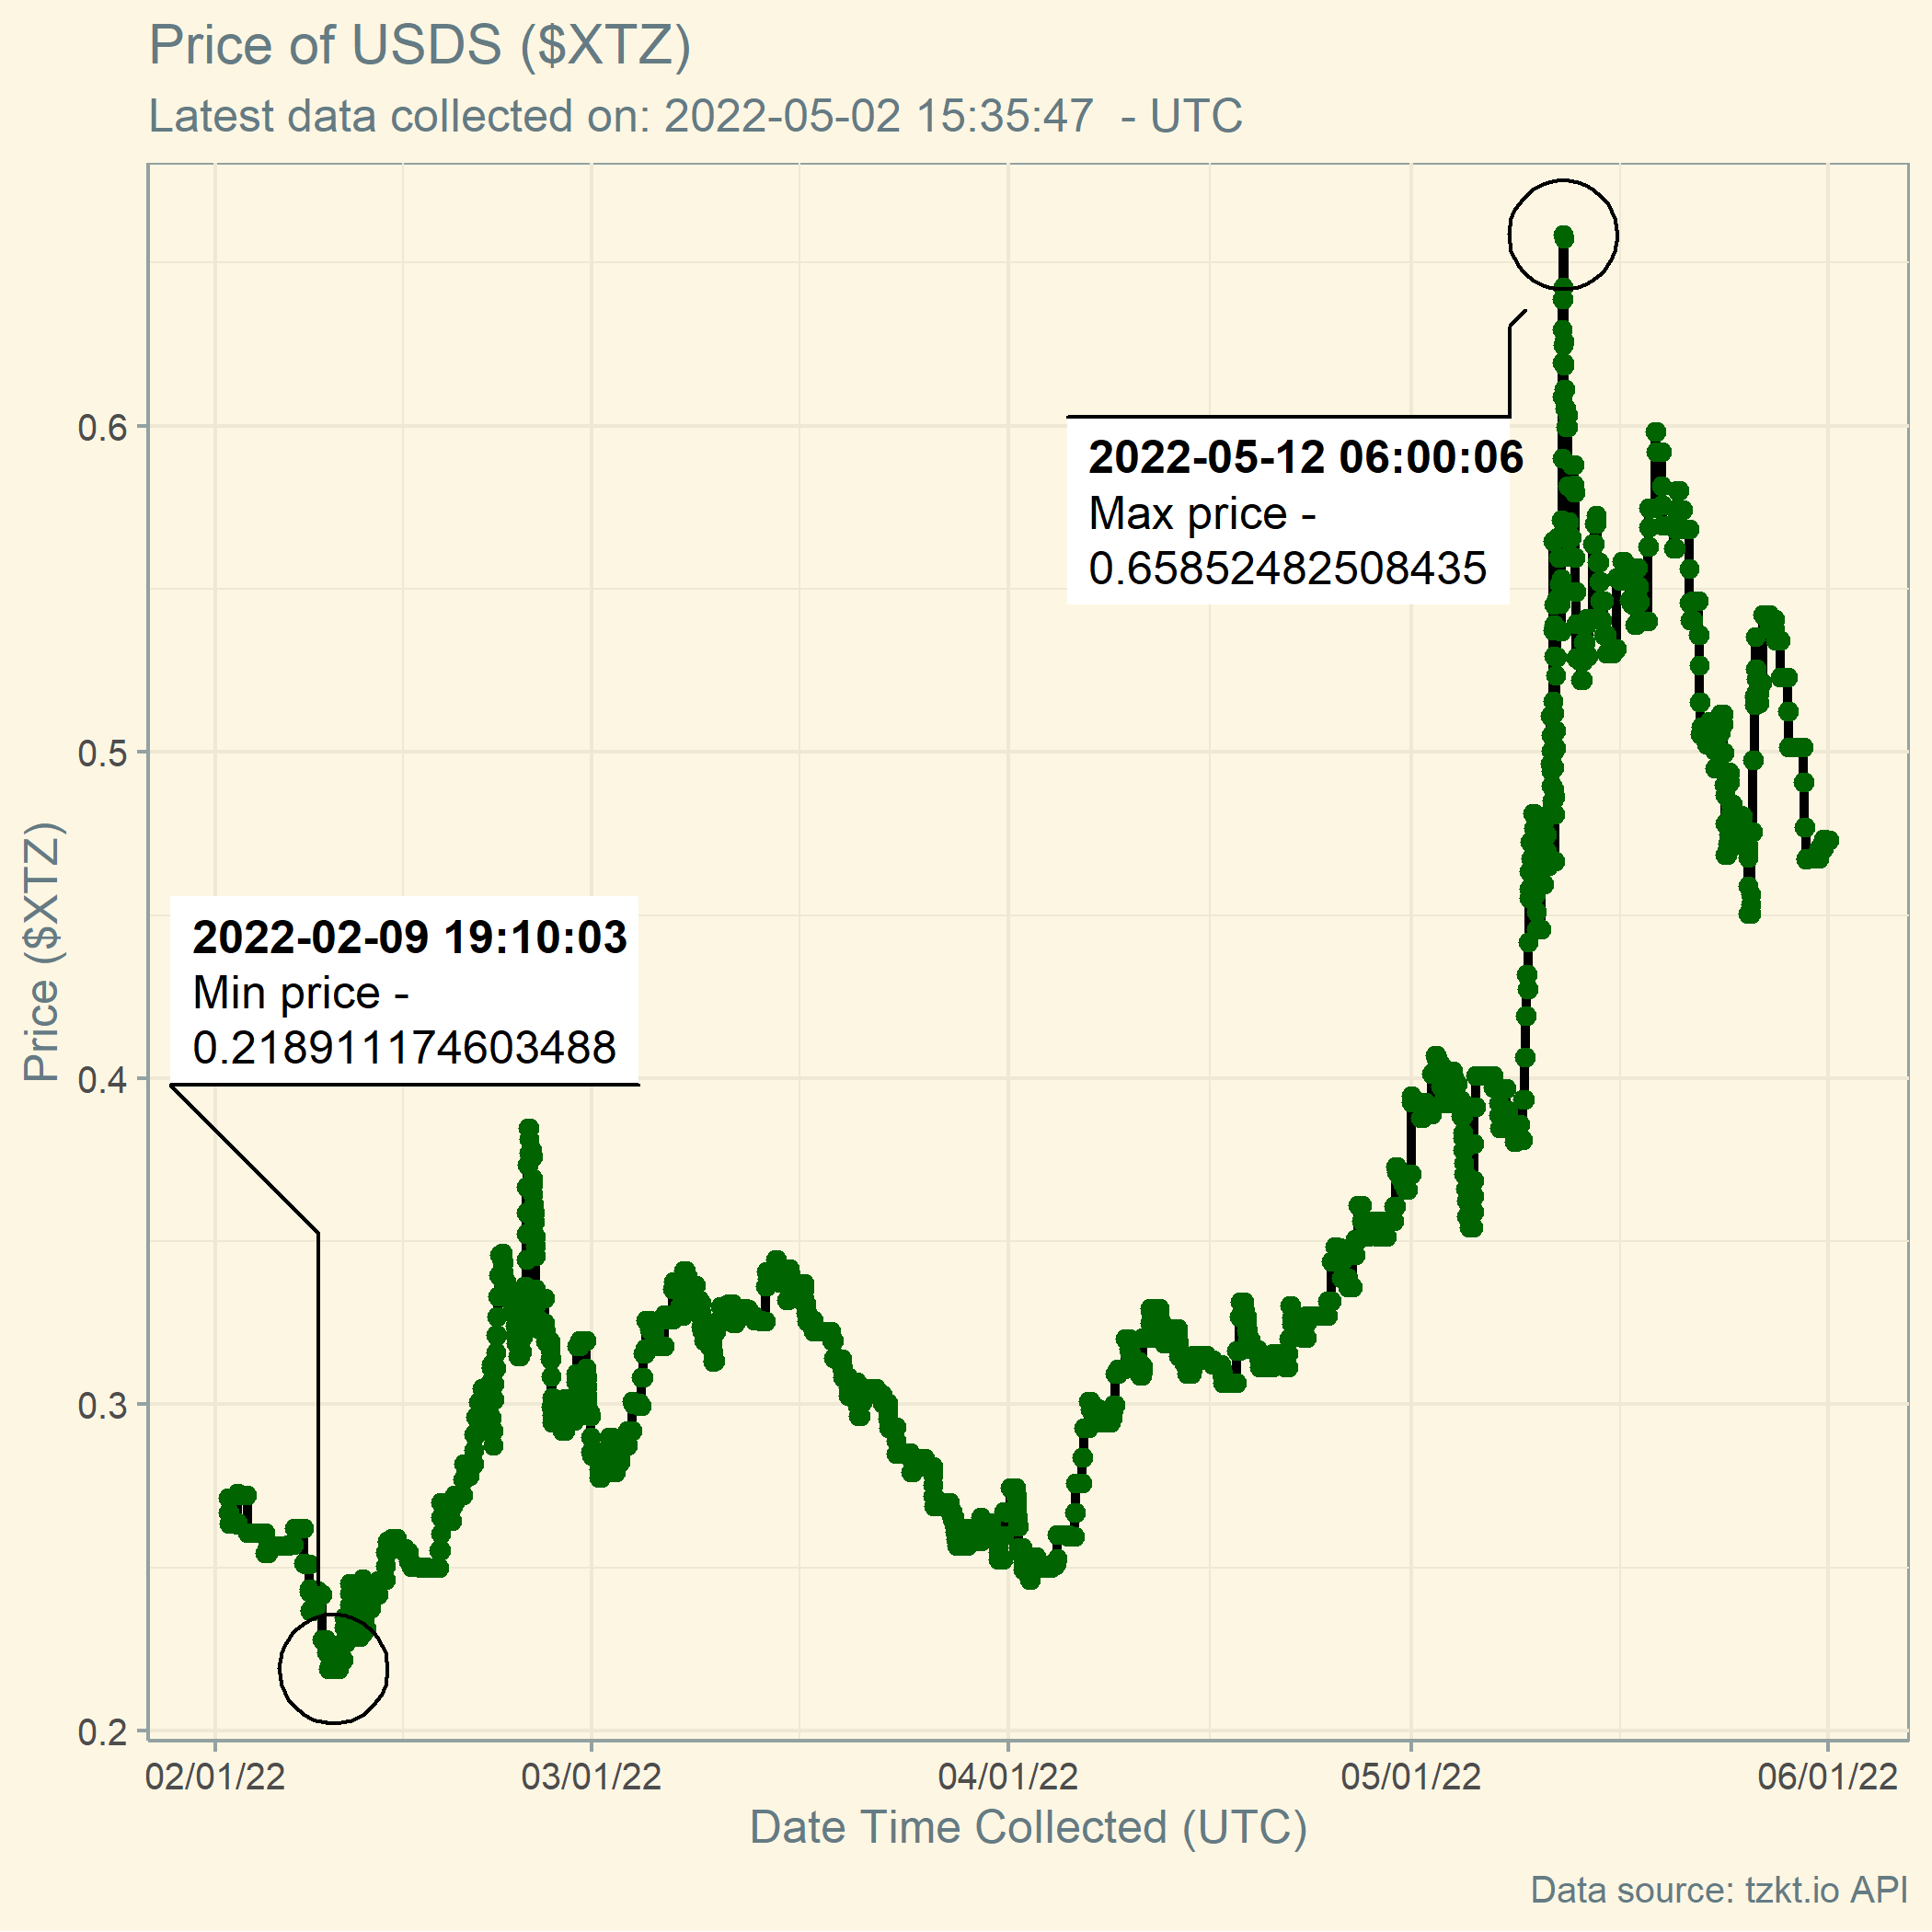 Price of USDS ($XTZ)
Latest data collected on: 2022-05-02 15:35:47  - UTC
2022-05-12 06:00:06
Max price -
0.65852482508435
2022-02-09 19:10:03
Min price -
0.218911174603488
Price ($XTZ)
0.6
0.5
0.4
0.3
0.2
02/01/22
03/01/22
04/01/22
05/01/22
06/01/22
Date Time Collected (UTC)
Data source: tzkt.io API